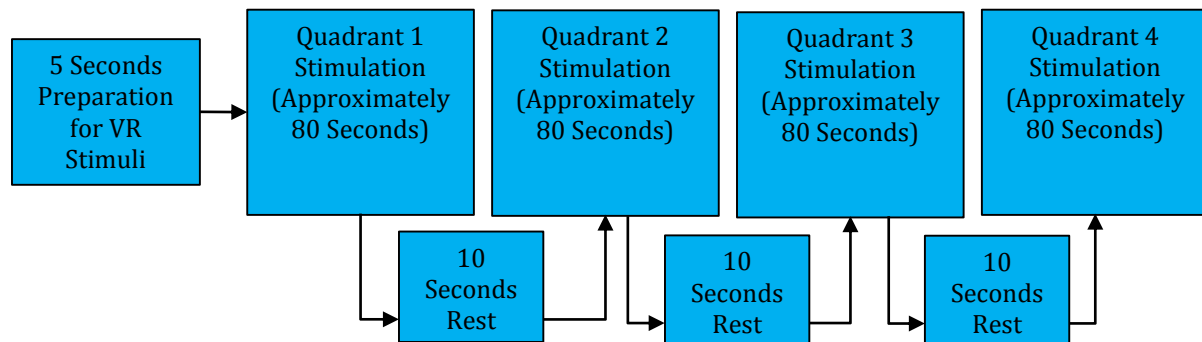 5 Seconds
Preparation
for VR
Stimuli
Quadrant 1
Stimulation
(Approximately
80 Seconds)
10
Seconds
Rest
Quadrant 2
Stimulation
(Approximately
80 Seconds)
10
Seconds
Rest
Quadrant 3
Stimulation
(Approximately
80 Seconds)
10
Seconds
Rest
Quadrant 4
Stimulation
(Approximately
80 Seconds)